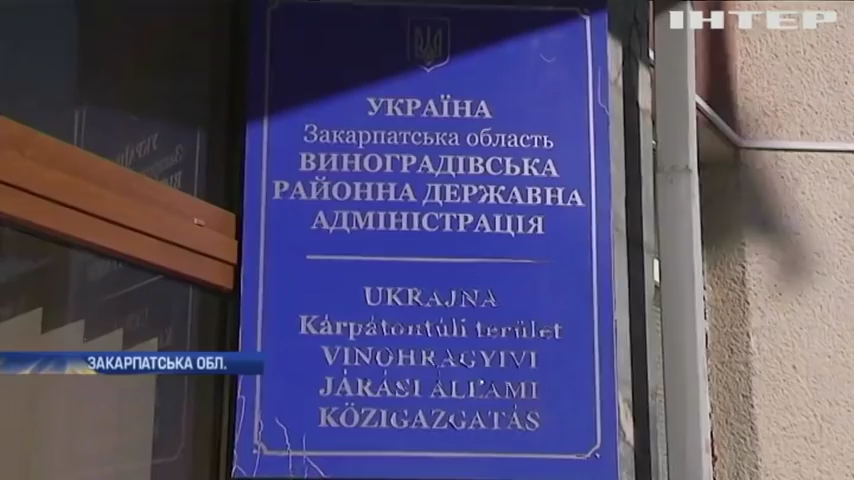 ІНТЕР
УКРАЇНА
Закарпатська область
ВИНОГРАДІВСЬКА
РАЙОННА ДЕРЖАВНА
АДМІНІСТРАЦІЯ
UKRAJNA
Kárpátontúli terület
VINOHRAGYIVI
JÁRÁSI ÁLLAMI
KÖZIGAZGATÁS
ЗАКАРПАТСЬКА ОБЛ.